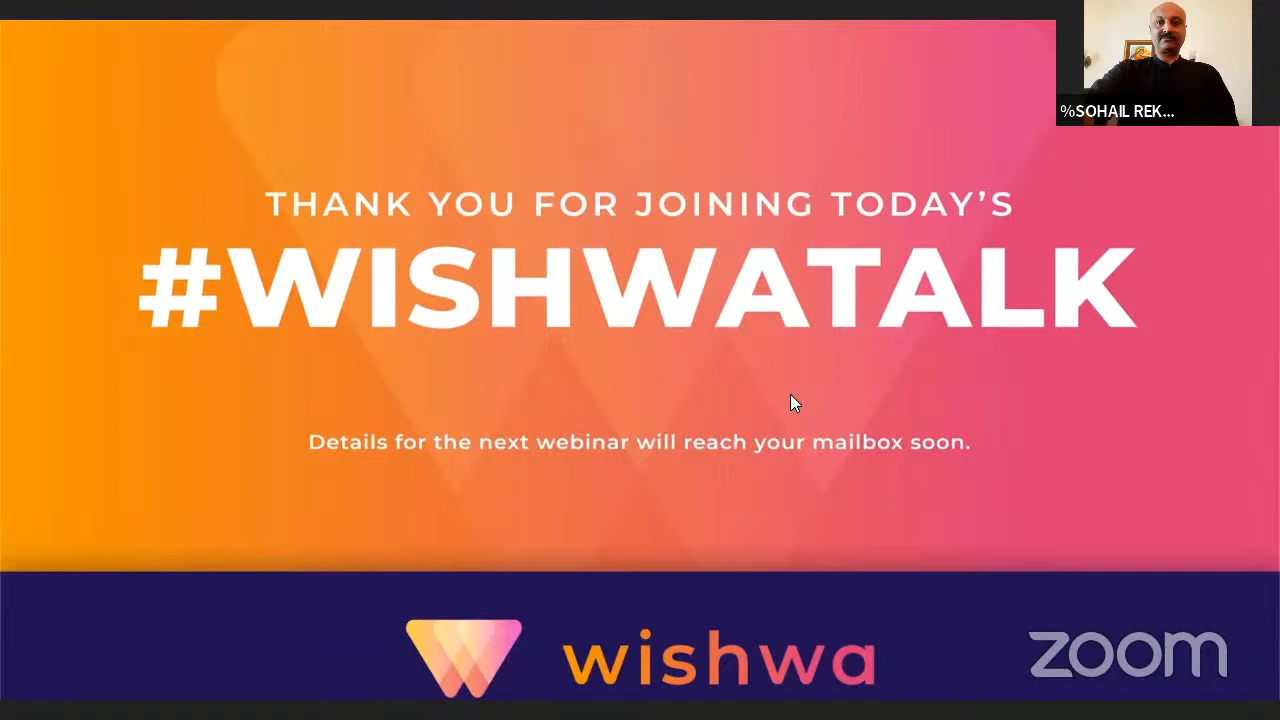 %SOHAIL REK...
THANK YOU FOR JOINING TODAY’S
#WISHWATALK
Details for the next webinar will reach your mailbox soon.
wishwa
zoom